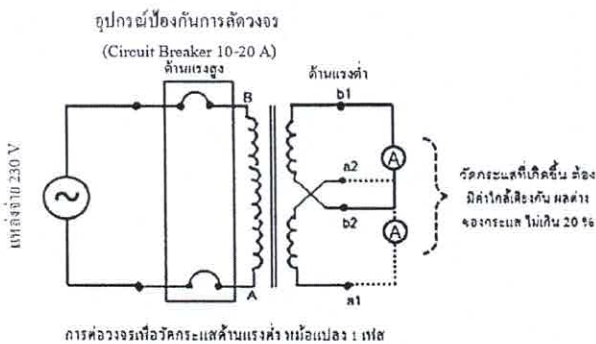 อุปกรณ์ป้องกันการลัดวงจร
(Circuit Breaker 10-20 A)
ด้านแรงสูง
ด้านแรงต่ำ
B
b1
A
a2
แหล่งจ่าย 230 V
b2
A
A
a1
วัดกระแสที่เกิดขึ้น ต้อง
มีค่าใกล้เคียงกัน ผลต่าง
ของกระแส ไม่เกิน 20 %
การต่อวงจรเพื่อวัดกระแสด้านแรงต่ำ หม้อแปลง 1 เฟส